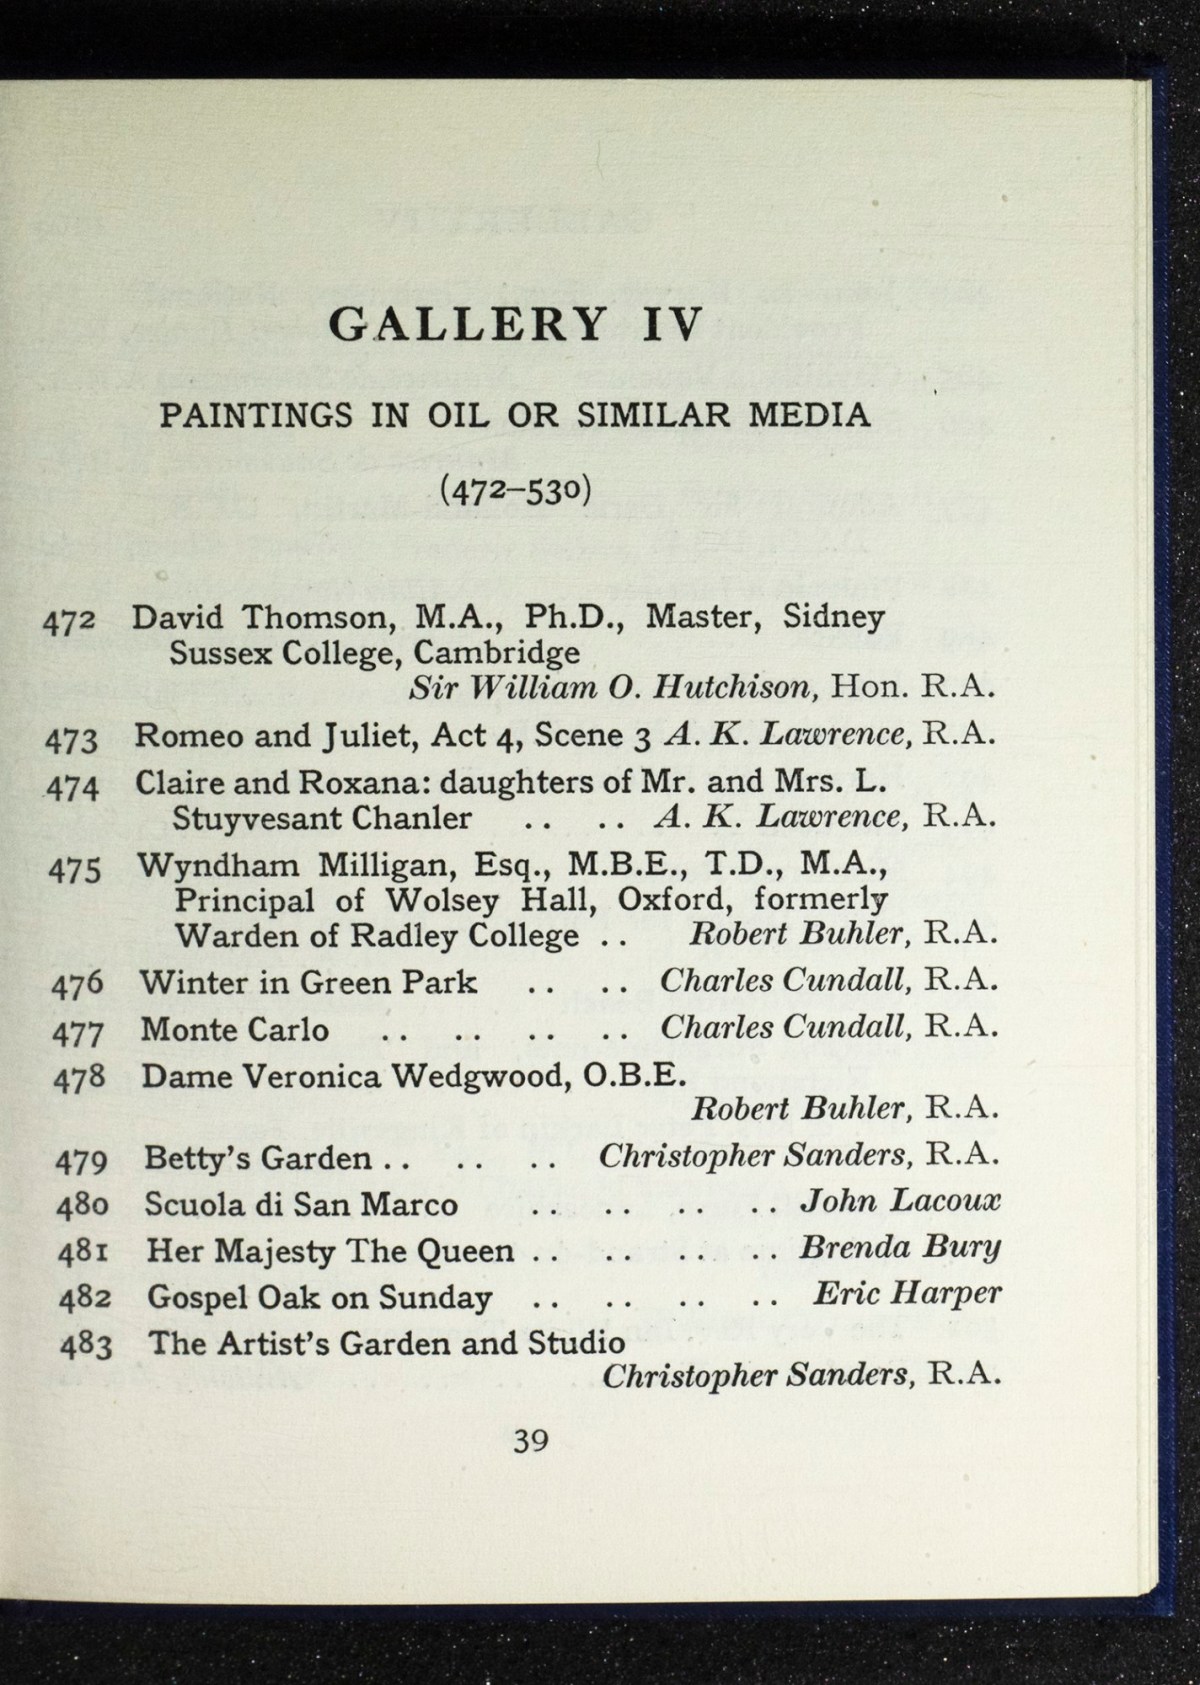 GALLERY IV
PAINTINGS IN OIL OR SIMILAR MEDIA
(472–530)
472 David Thomson, M.A., Ph.D., Master, Sidney
Sussex College, Cambridge
Sir William O. Hutchison, Hon. R.A.
473 Romeo and Juliet, Act 4, Scene 3 A. K. Lawrence, R.A.
474 Claire and Roxana: daughters of Mr. and Mrs. L.
Stuyvesant Chanler .. .. A. K. Lawrence, R.A.
475 Wyndham Milligan, Esq., M.B.E., T.D., M.A.,
Principal of Wolsey Hall, Oxford, formerly
Warden of Radley College .. Robert Buhler, R.A.
476 Winter in Green Park .. .. Charles Cundall, R.A.
477 Monte Carlo .. .. .. .. Charles Cundall, R.A.
478 Dame Veronica Wedgwood, O.B.E.
Robert Buhler, R.A.
479 Betty's Garden .. .. .. Christopher Sanders, R.A.
480 Scuola di San Marco .. .. .. .. John Lacoux
481 Her Majesty The Queen .. .. .. .. Brenda Bury
482 Gospel Oak on Sunday .. .. .. .. Eric Harper
483 The Artist's Garden and Studio
Christopher Sanders, R.A.
39